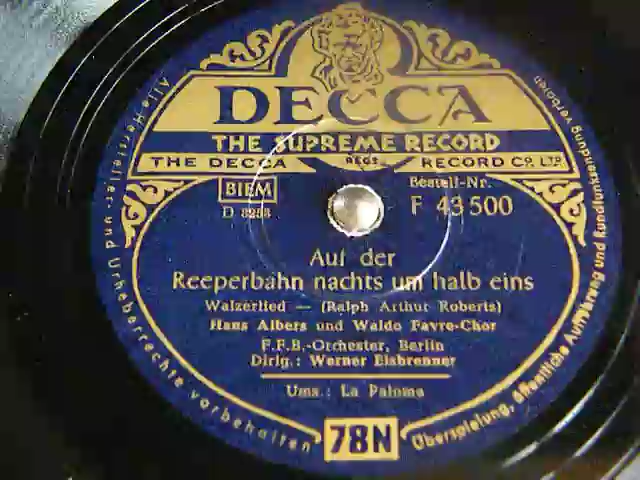 DECCA
THE SUPREME RECORD
THE DECCA REGD. RECORD CO. LTD.
BIEM
D 8258
Bestell-Nr.
F 43500
Auf der
Reeperbahn nachts um halb eins
Walzerlied — (Ralph Arthur Roberts)
Hans Albers und Waldo Favre-Chor
F.F.B.-Orchester, Berlin
Dirig.: Werner Eisbrenner
Ums.: La Paloma
78N
Alle Hersteller- und Urheberrechte vorbehalten
Überspielung, öffentliche Aufführung und Rundfunksendung verboten